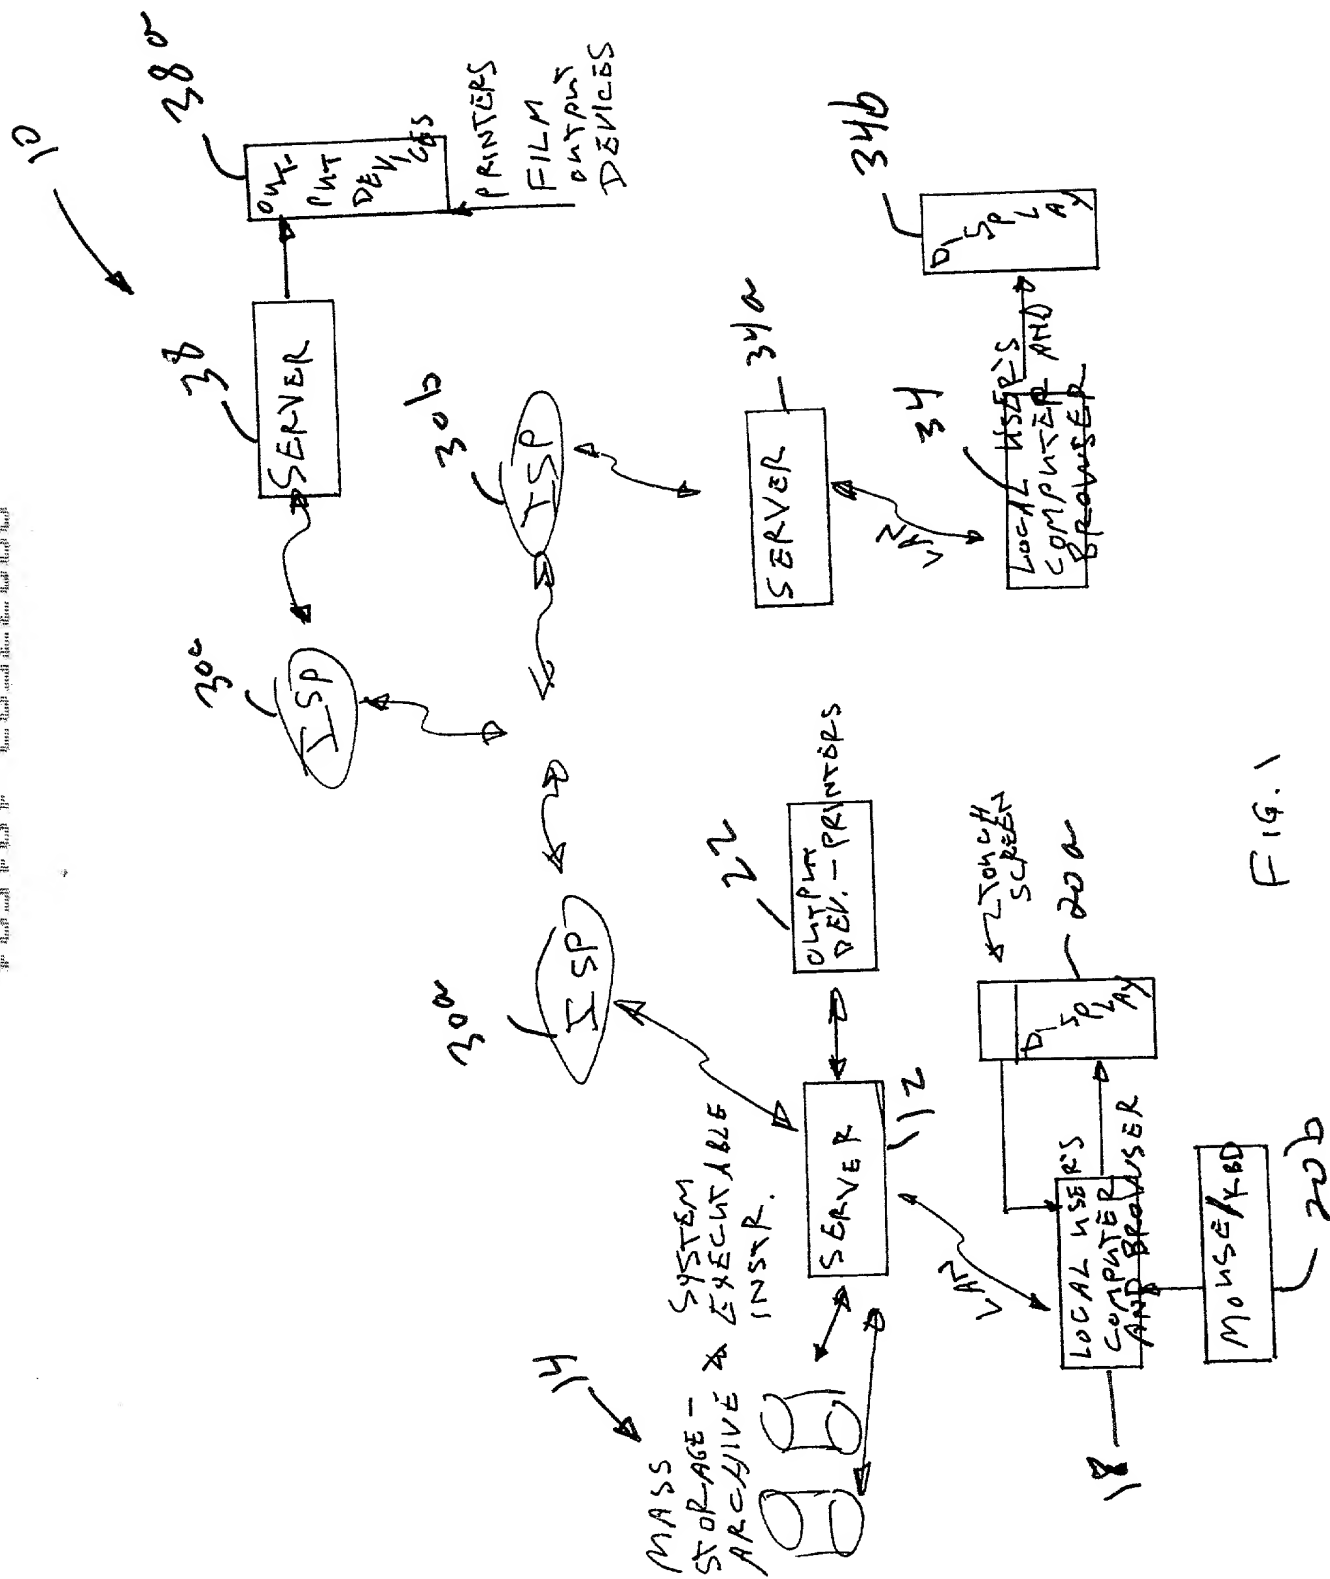 10
MASS
STORAGE -
ARCHIVE &
SYSTEM
EXECUTABLE
INSTR.
14
SERVER
12
30a
ISP
22
OUTPUT
DEV. - PRINTERS
LAN
LOCAL USER'S
COMPUTER
AND BROWSER
18
MOUSE/KBD
20b
DISPLAY
20a
TOUCH
SCREEN
30c
ISP
38
SERVER
38a
OUT-
PUT
DEVI
CES
PRINTERS
FILM
OUTPUT
DEVICES
30b
ISP
SERVER
34a
LAN
34
LOCAL USER'S
COMPUTER AND
BROWSER
DISPLAY
34b
FIG. 1